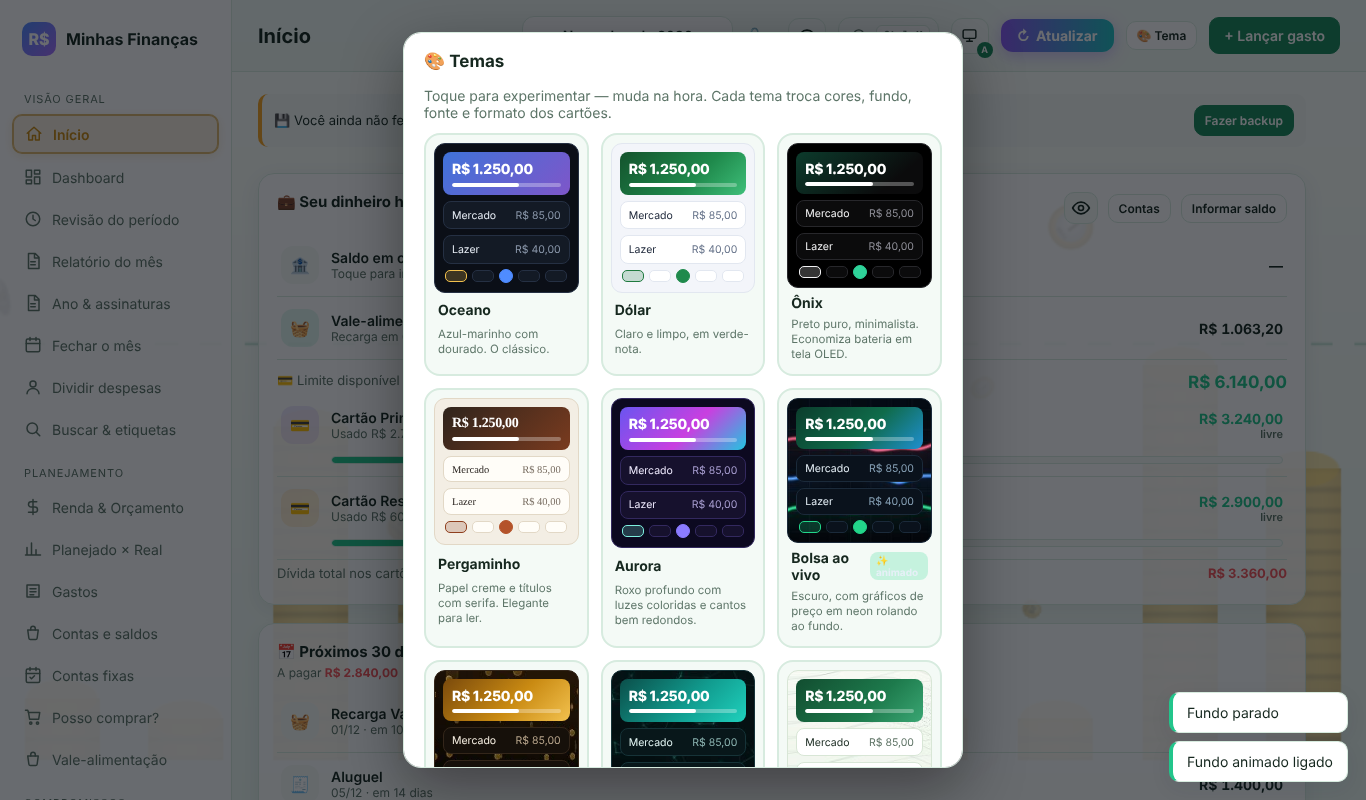 R$ Minhas Finanças
VISÃO GERAL
Início
Dashboard
Revisão do período
Relatório do mês
Ano & assinaturas
Fechar o mês
Dividir despesas
Buscar & etiquetas
PLANEJAMENTO
Renda & Orçamento
Planejado × Real
Gastos
Contas e saldos
Contas fixas
Posso comprar?
Vale-alimentação
Início
A
↻ Atualizar
🎨 Tema
+ Lançar gasto
💾 Você ainda não fe
Fazer backup
💼 Seu dinheiro h
Contas
Informar saldo
Saldo em c
Toque para i
—
Vale-alime
Recarga em
R$ 1.063,20
💳 Limite disponível
R$ 6.140,00
Cartão Prin
Usado R$ 2.
R$ 3.240,00
livre
Cartão Res
Usado R$ 60
R$ 2.900,00
livre
Dívida total nos cartõ
R$ 3.360,00
📅 Próximos 30 d
A pagar R$ 2.840,00
Recarga Va
01/12 · em 10
Aluguel
05/12 · em 14 dias
R$ 1.400,00
🎨 Temas
Toque para experimentar — muda na hora. Cada tema troca cores, fundo,
fonte e formato dos cartões.
R$ 1.250,00
Mercado R$ 85,00
Lazer R$ 40,00
Oceano
Azul-marinho com
dourado. O clássico.
R$ 1.250,00
Mercado R$ 85,00
Lazer R$ 40,00
Dólar
Claro e limpo, em verde-
nota.
R$ 1.250,00
Mercado R$ 85,00
Lazer R$ 40,00
Ônix
Preto puro, minimalista.
Economiza bateria em
tela OLED.
R$ 1.250,00
Mercado R$ 85,00
Lazer R$ 40,00
Pergaminho
Papel creme e títulos
com serifa. Elegante
para ler.
R$ 1.250,00
Mercado R$ 85,00
Lazer R$ 40,00
Aurora
Roxo profundo com
luzes coloridas e cantos
bem redondos.
R$ 1.250,00
Mercado R$ 85,00
Lazer R$ 40,00
Bolsa ao
vivo
✨
animado
Escuro, com gráficos de
preço em neon rolando
ao fundo.
R$ 1.250,00
Mercado R$ 85,00
R$ 1.250,00
Mercado R$ 85,00
R$ 1.250,00
Mercado R$ 85,00
Fundo parado
Fundo animado ligado